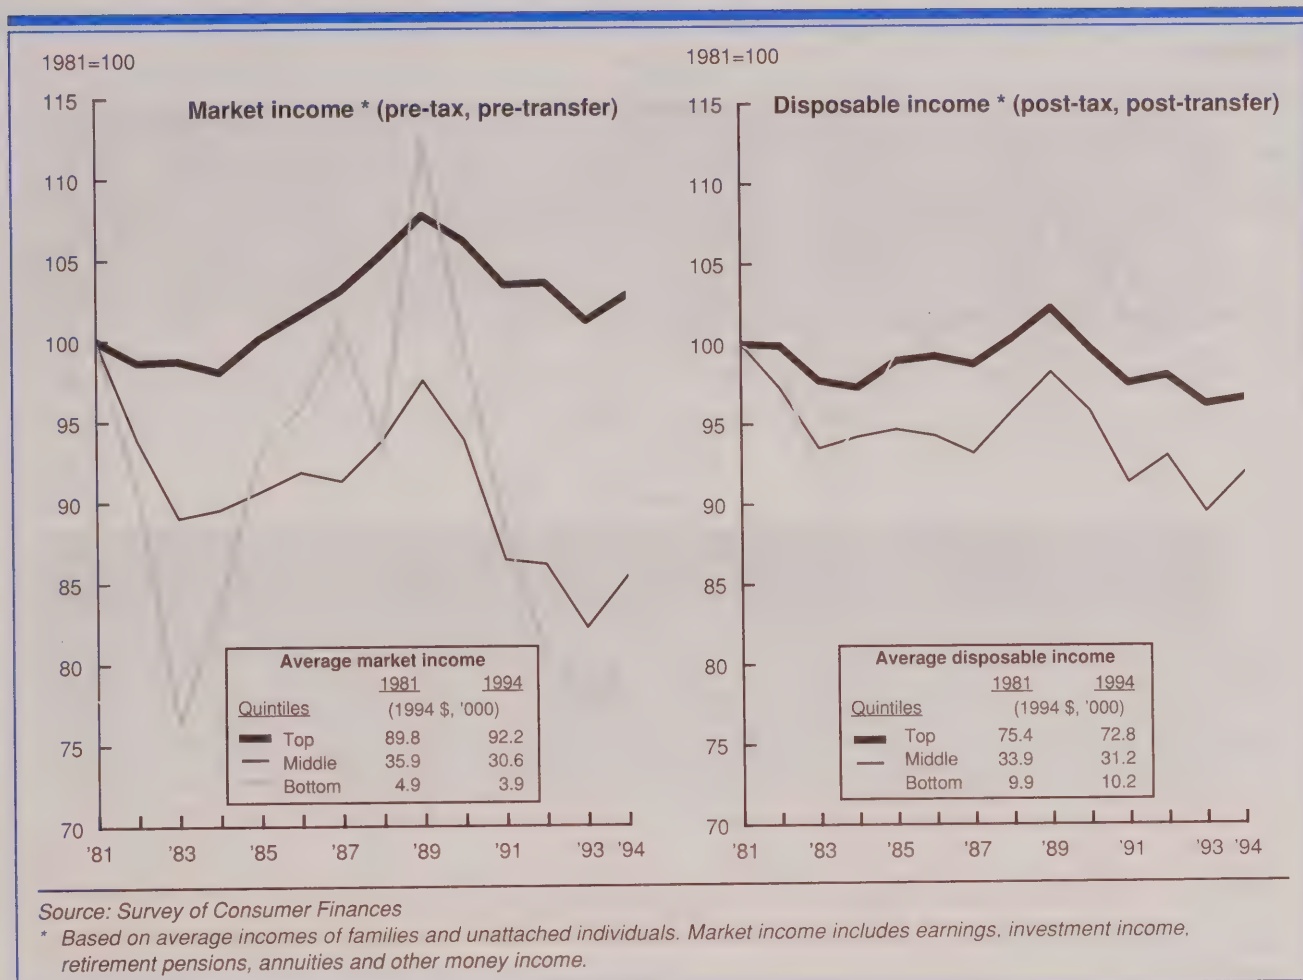 1981=100
Market income * (pre-tax, pre-transfer)
115
110
105
100
95
90
85
80
75
70
'81 '83 '85 '87 '89 '91 '93 '94
Average market income
1981 1994
Quintiles (1994 $, '000)
Top 89.8 92.2
Middle 35.9 30.6
Bottom 4.9 3.9
1981=100
Disposable income * (post-tax, post-transfer)
115
110
105
100
95
90
85
80
75
70
'81 '83 '85 '87 '89 '91 '93 '94
Average disposable income
1981 1994
Quintiles (1994 $, '000)
Top 75.4 72.8
Middle 33.9 31.2
Bottom 9.9 10.2
Source: Survey of Consumer Finances
* Based on average incomes of families and unattached individuals. Market income includes earnings, investment income,
retirement pensions, annuities and other money income.